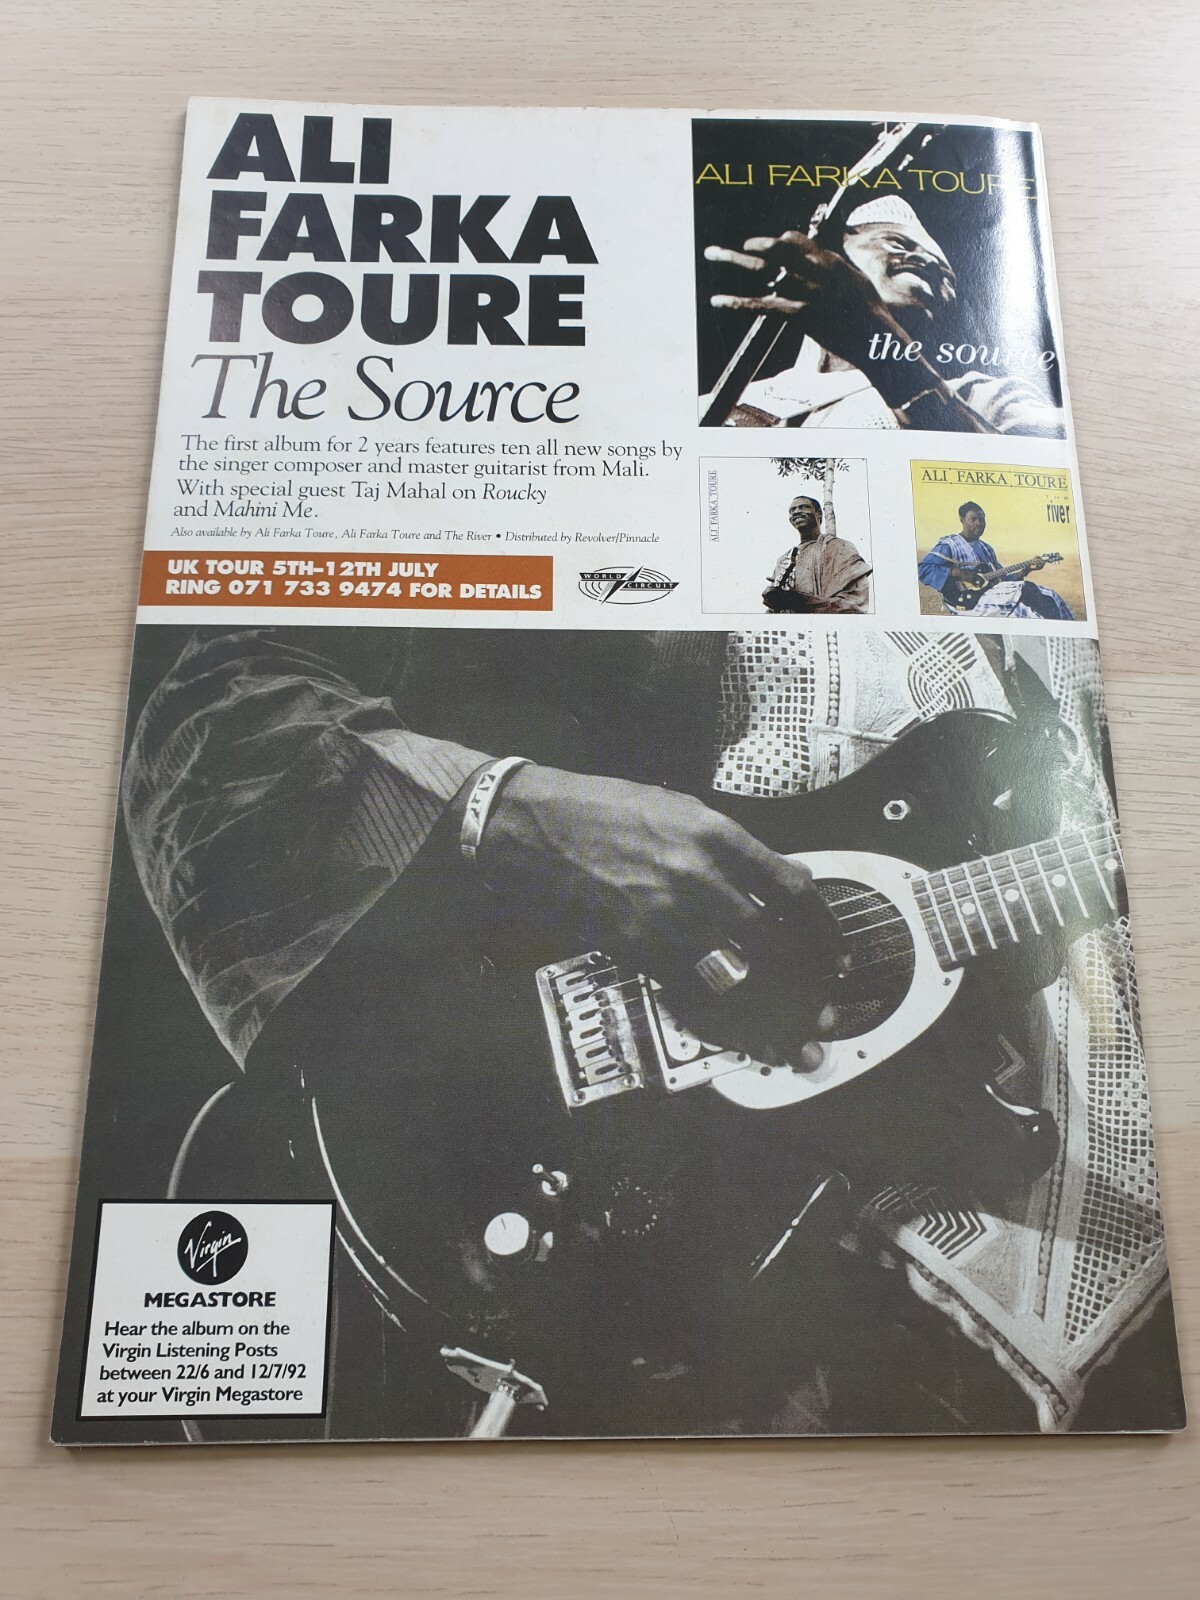 ALI
FARKA
TOURE
The Source
The first album for 2 years features ten all new songs by
the singer composer and master guitarist from Mali.
With special guest Taj Mahal on Roucky
and Mahini Me.
Also available by Ali Farka Toure, Ali Farka Toure and The River • Distributed by Revolver/Pinnacle
UK TOUR 5TH–12TH JULY
RING 071 733 9474 FOR DETAILS
WORLD
CIRCUIT
ALI FARKA TOURE
the source
ALI FARKA TOURE
ALI FARKA TOURE
THE
river
Virgin
MEGASTORE
Hear the album on the
Virgin Listening Posts
between 22/6 and 12/7/92
at your Virgin Megastore